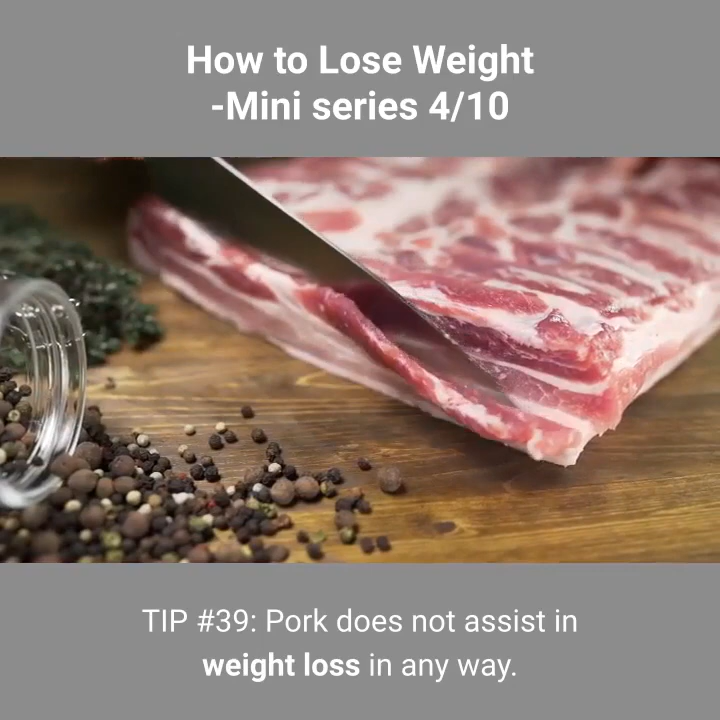 How to Lose Weight
-Mini series 4/10
TIP #39: Pork does not assist in
weight loss in any way.